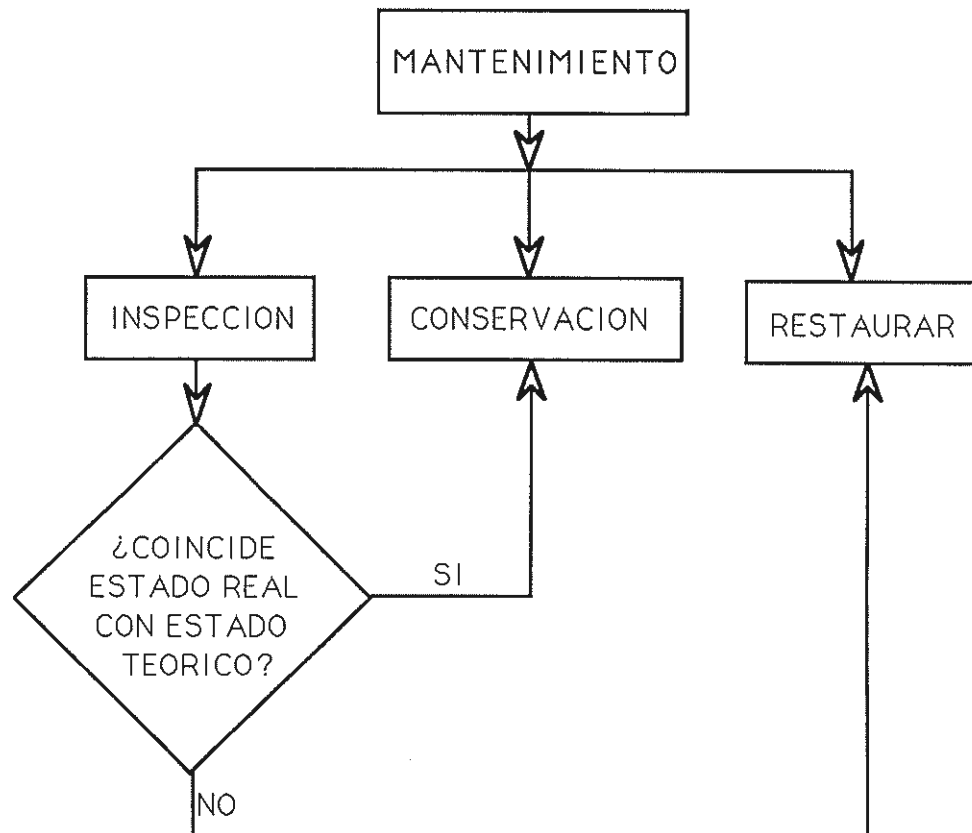 MANTENIMIENTO
INSPECCION
CONSERVACION
RESTAURAR
¿COINCIDE
ESTADO REAL
CON ESTADO
TEORICO?
SI
NO